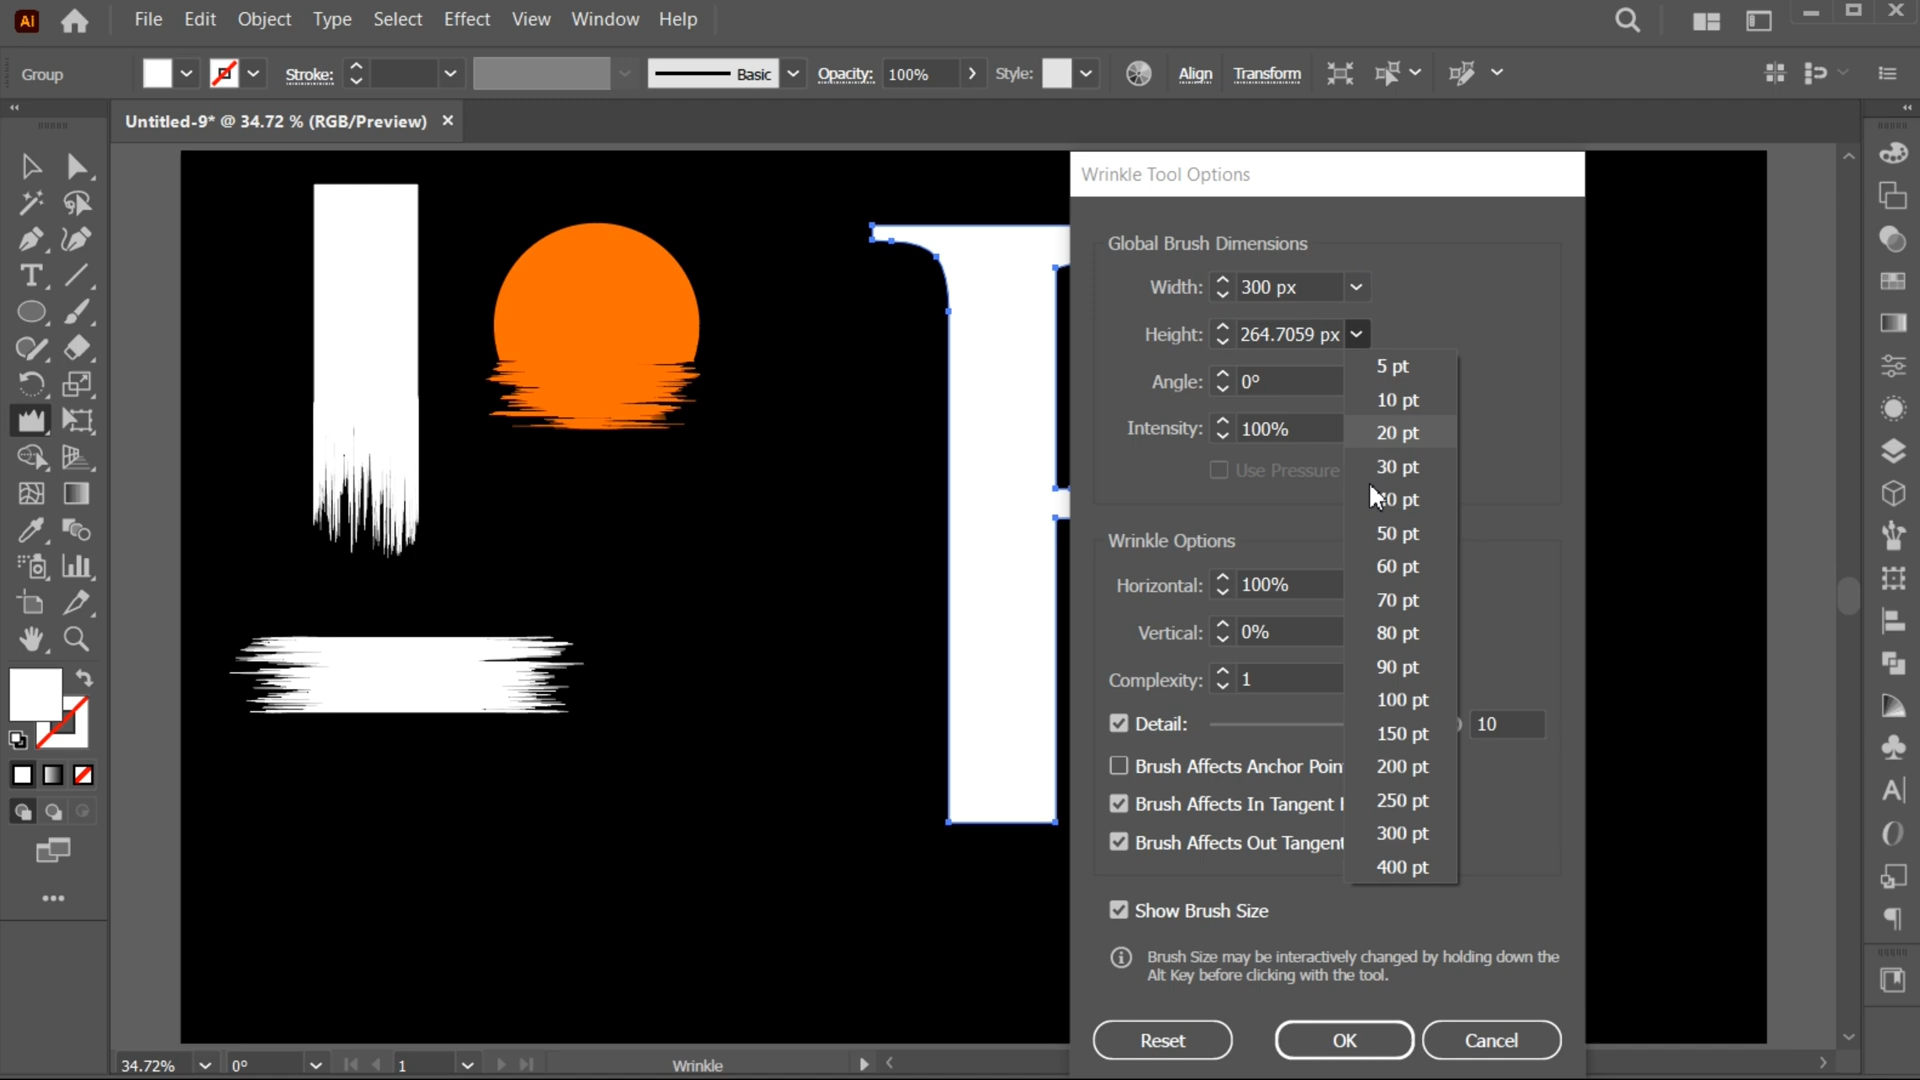 Ai File Edit Object Type Select Effect View Window Help
Group Stroke: Basic Opacity: 100% Style: Align Transform
Untitled-9* @ 34.72 % (RGB/Preview)
Wrinkle Tool Options
Global Brush Dimensions
Width: 300 px
Height: 264.7059 px
Angle: 0°
Intensity: 100%
Use Pressure
5 pt
10 pt
20 pt
30 pt
0 pt
50 pt
60 pt
70 pt
80 pt
90 pt
100 pt
150 pt
200 pt
250 pt
300 pt
400 pt
Wrinkle Options
Horizontal: 100%
Vertical: 0%
Complexity: 1
Detail: 10
Brush Affects Anchor Poin
Brush Affects In Tangent
Brush Affects Out Tangent
Show Brush Size
Brush Size may be interactively changed by holding down the
Alt Key before clicking with the tool.
Reset OK Cancel
34.72% 0° 1 Wrinkle